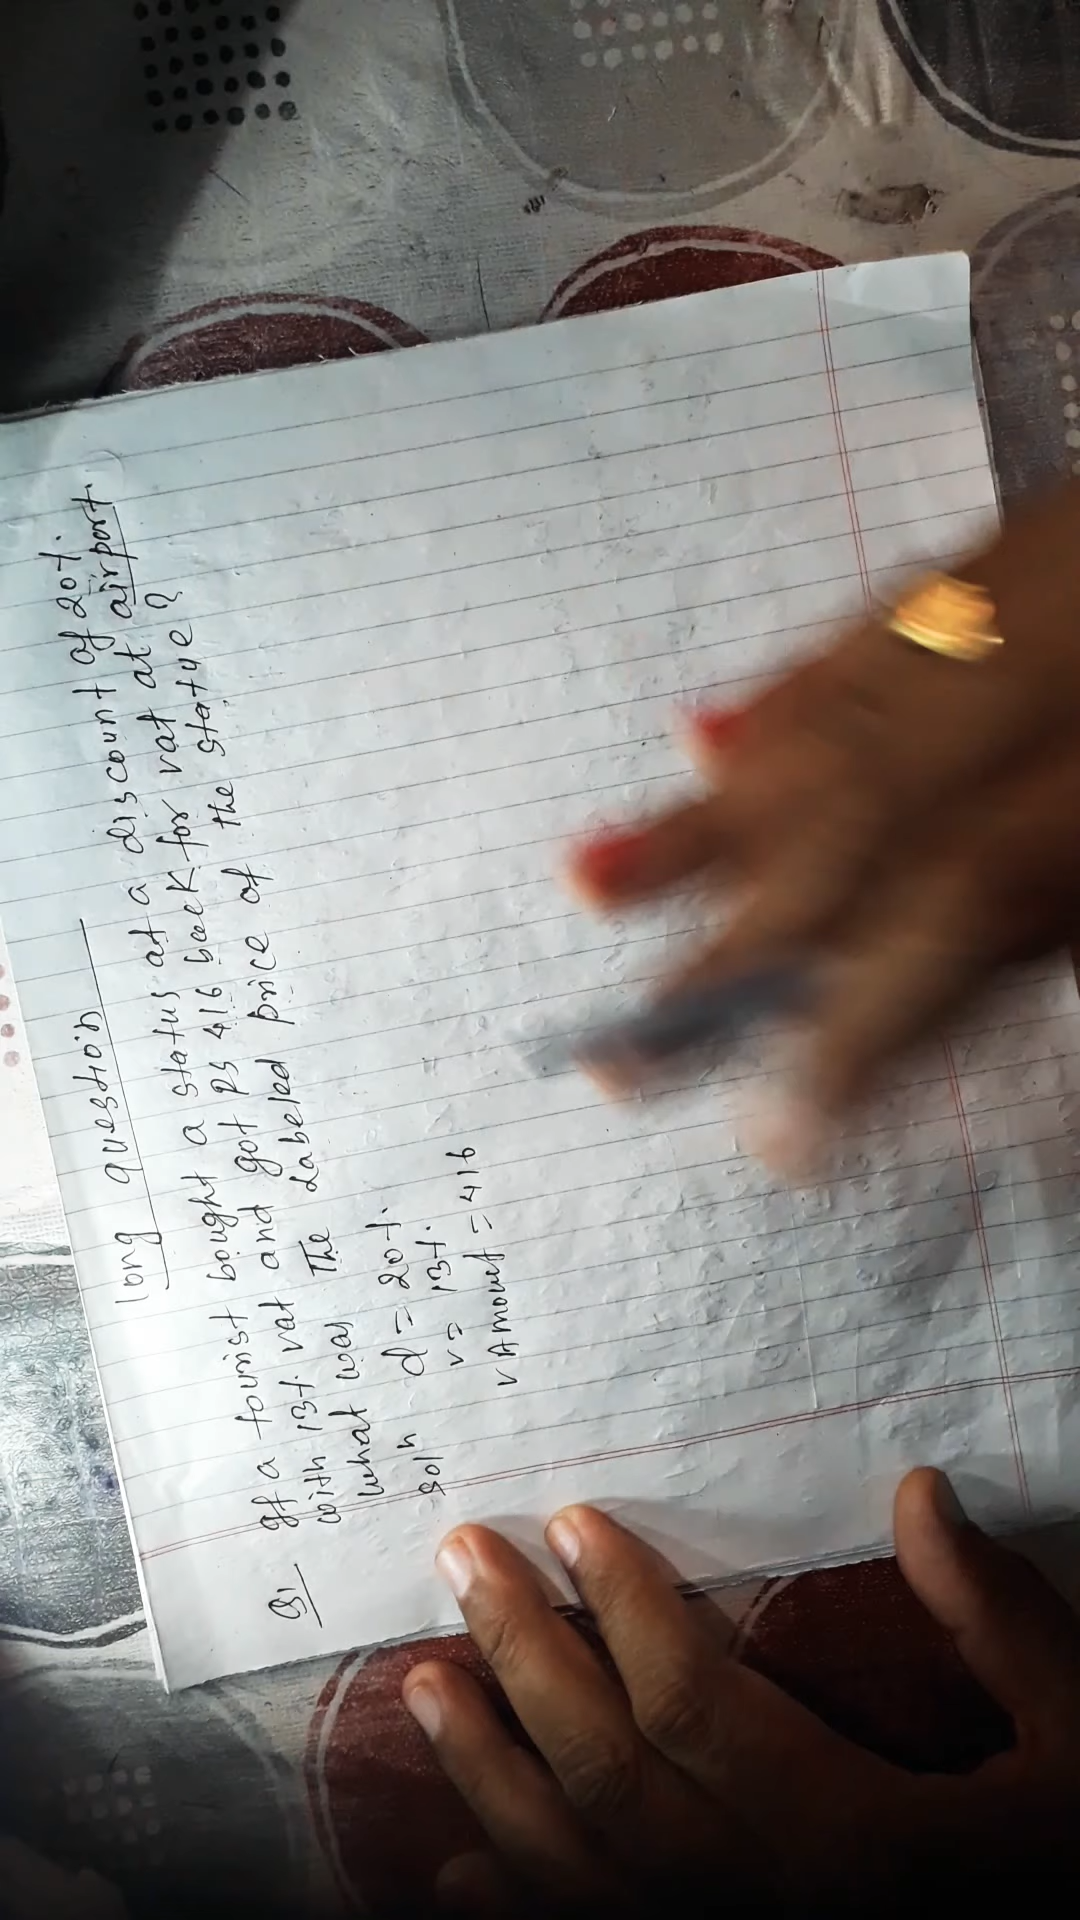 long question
Q1 If a tourist bought a status at a discount of 20%.
with 13% vat and got RS 416 back for vat at airport.
what was The Labeled price of the statue?
soln d = 20%.
v = 13%.
v Amount = 416